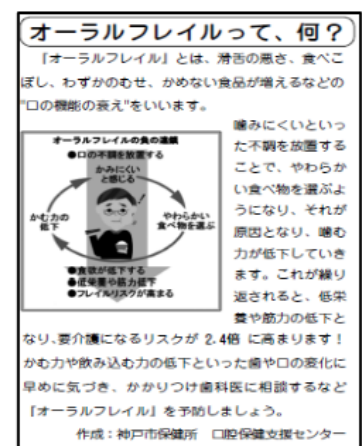 オーラルフレイルって、何？
「オーラルフレイル」とは、滑舌の悪さ、食べこ
ぼし、わずかのむせ、かめない食品が増えるなどの
"口の機能の衰え"をいいます。
オーラルフレイルの負の連鎖
●口の不調を放置する
かみにくい
と感じる
かむ力の
低下
やわらかい
食べ物を選ぶ
●食欲が低下する
●低栄養や筋力低下
●フレイルリスクが高まる
噛みにくいといっ
た不調を放置する
ことで、やわらか
い食べ物を選ぶよ
うになり、それが
原因となり、噛む
力が低下していき
ます。これが繰り
返されると、低栄
養や筋力の低下と
なり、要介護になるリスクが 2.4倍 に高まります！
かむ力や飲み込む力の低下といった歯や口の変化に
早めに気づき、かかりつけ歯科医に相談するなど
「オーラルフレイル」を予防しましょう。
作成：神戸市保健所 口腔保健支援センター